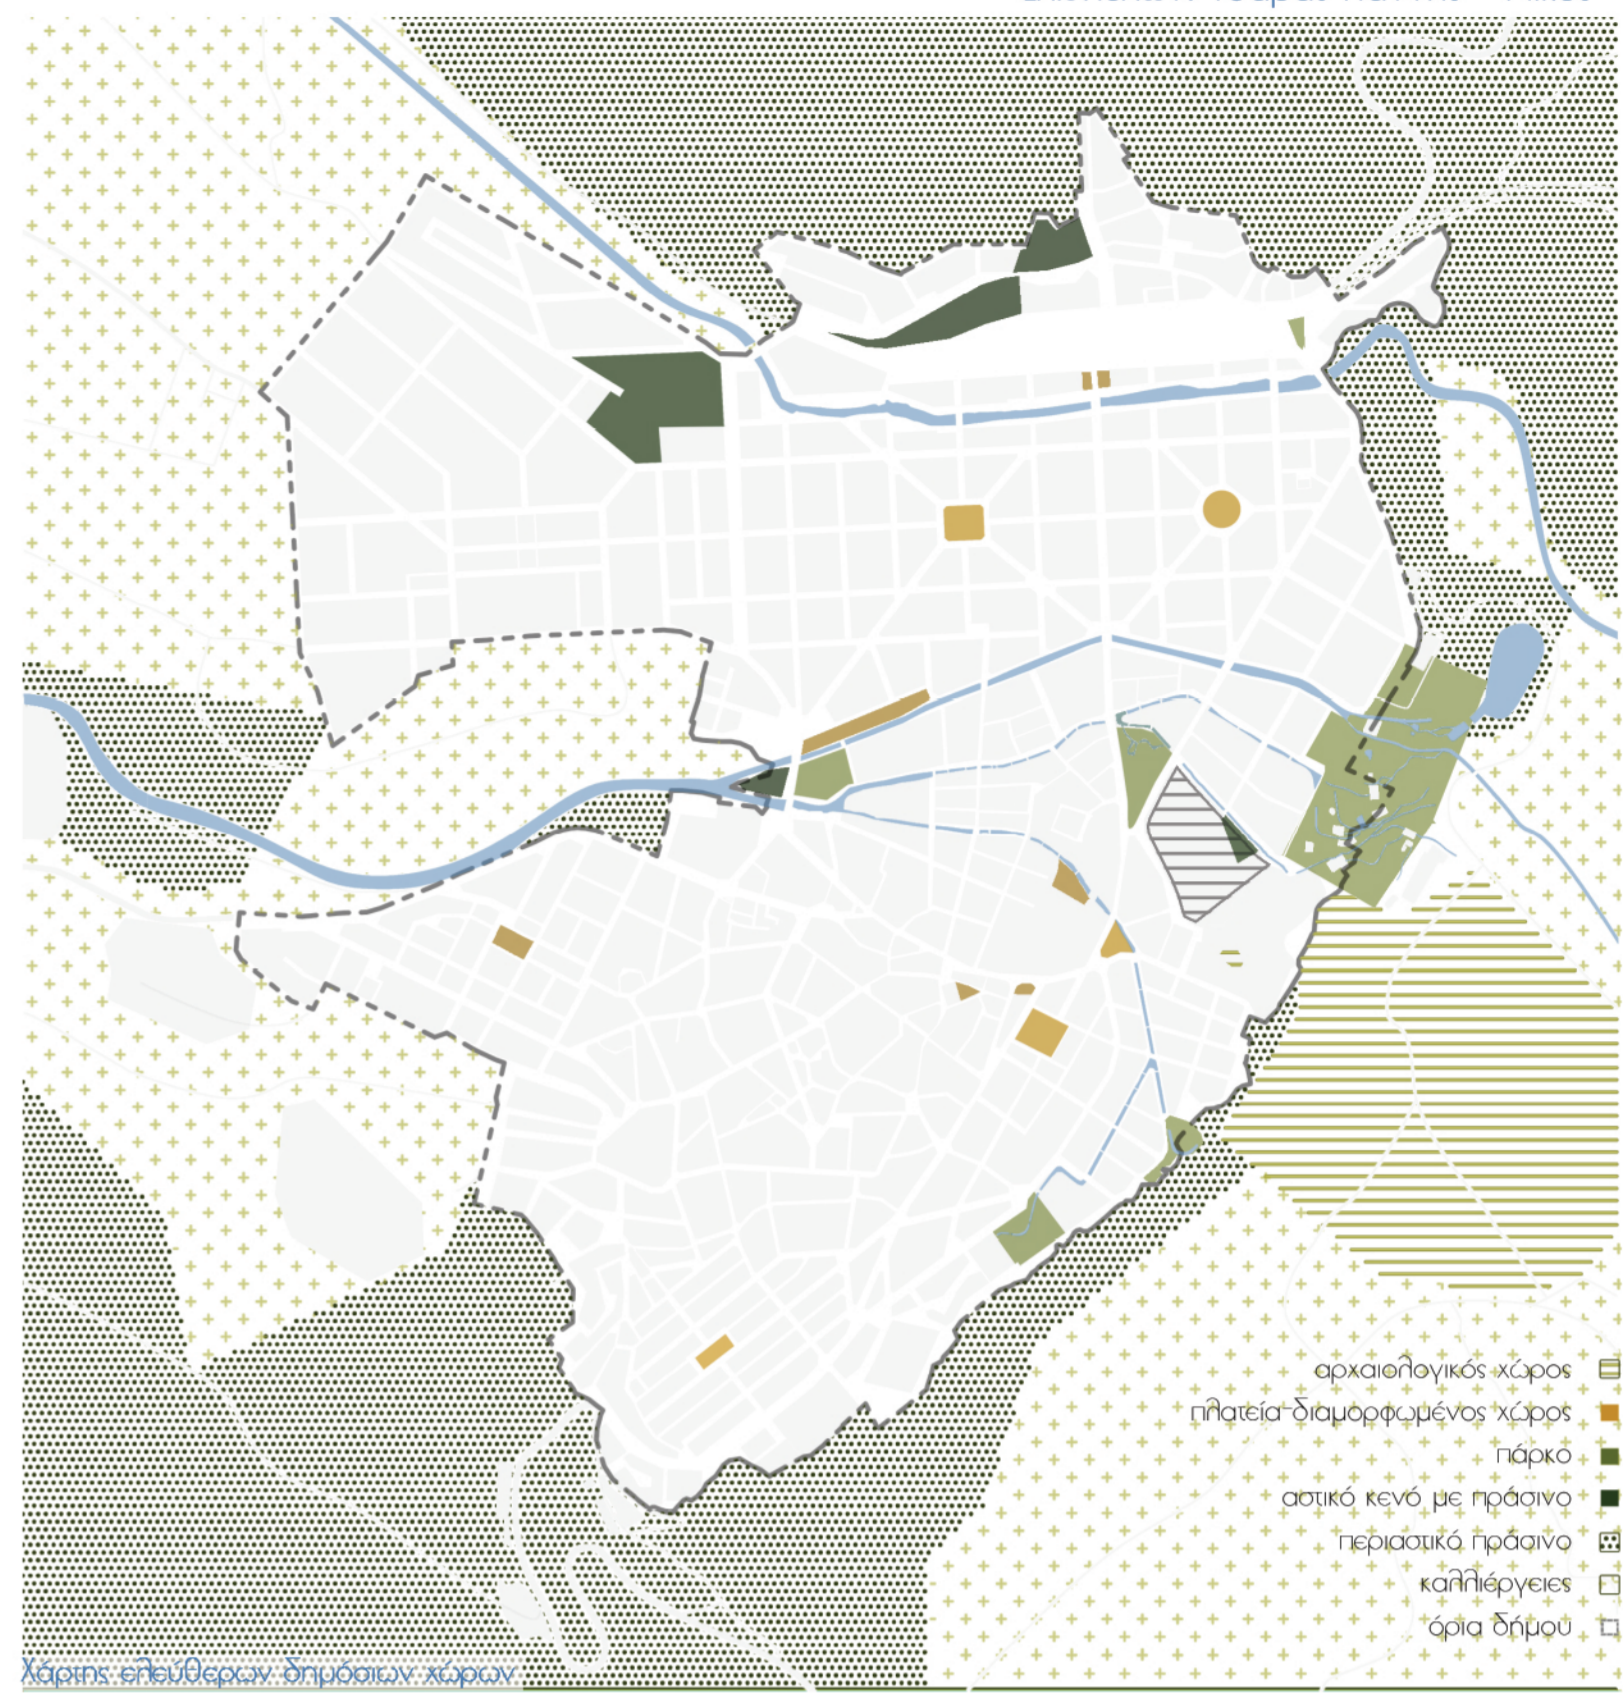 αρχαιολογικός χώρος
πλατεία-διαμορφωμένος χώρος
πάρκο
αστικό κενό με πράσινο
περιαστικό πράσινο
καλλιέργειες
όρια δήμου
Χάρτης ελεύθερων δημόσιων χώρων